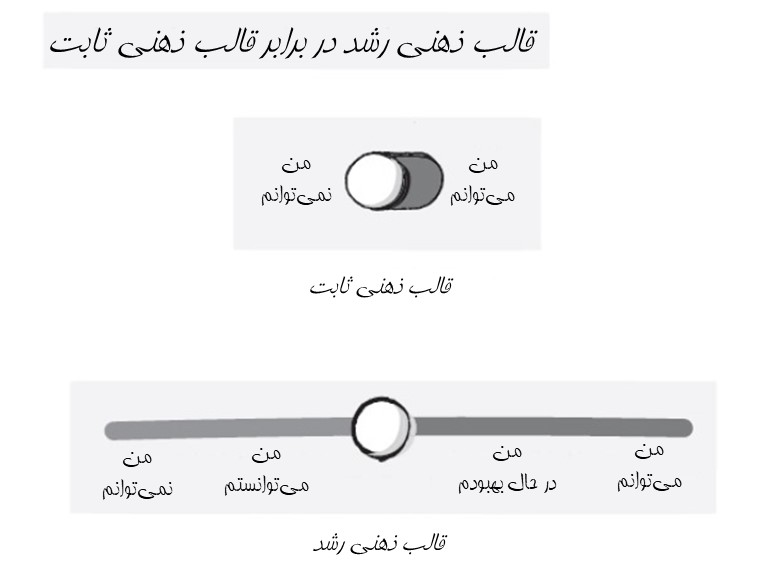 قالب ذهنی رشد در برابر قالب ذهنی ثابت
من
می‌توانم
من
نمی‌توانم
قالب ذهنی ثابت
من
می‌توانم
من
در حال بهبودم
من
می‌توانستم
من
نمی‌توانم
قالب ذهنی رشد